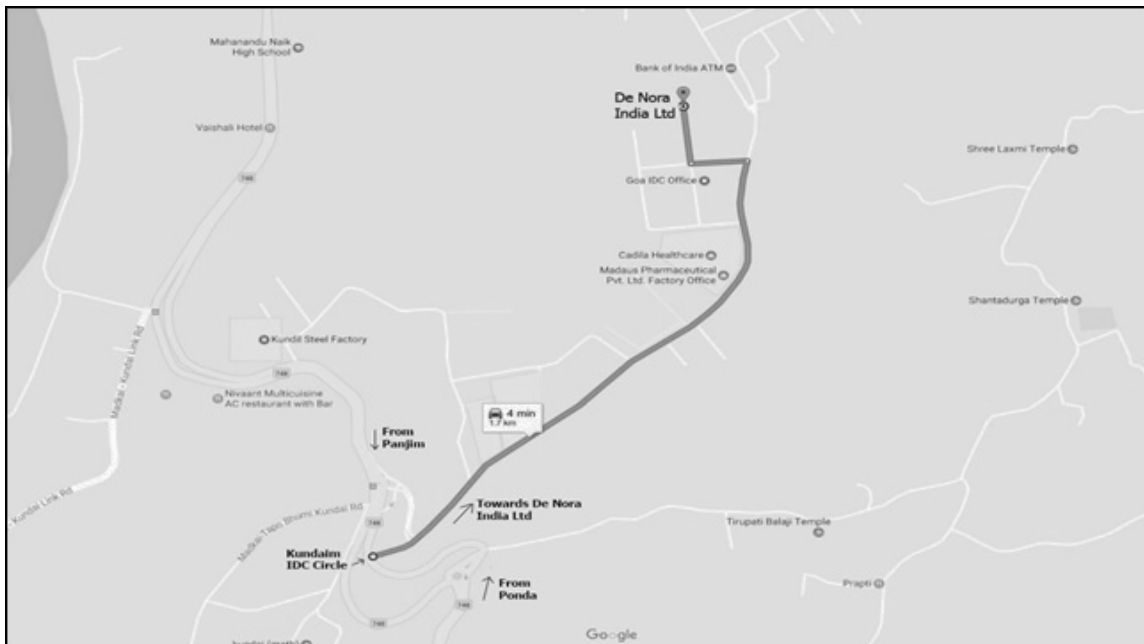 Mahanandu Naik
High School
Bank of India ATM
De Nora
India Ltd
Vaishali Hotel
Shree Laxmi Temple
748
Goa IDC Office
Cadila Healthcare
Madaus Pharmaceutical
Pvt. Ltd. Factory Office
Shantadurga Temple
Kundil Steel Factory
Madkai - Kundai Link Rd
748
Nivaant Multicuisine
AC restaurant with Bar
4 min
1.7 km
From
Panjim
Kundai Link Rd
Madkai-Tapo Bhumi Kundai Rd
Towards De Nora
India Ltd
748
Tirupati Balaji Temple
Kundaim
IDC Circle
From
Ponda
Prapti
748
748
Google